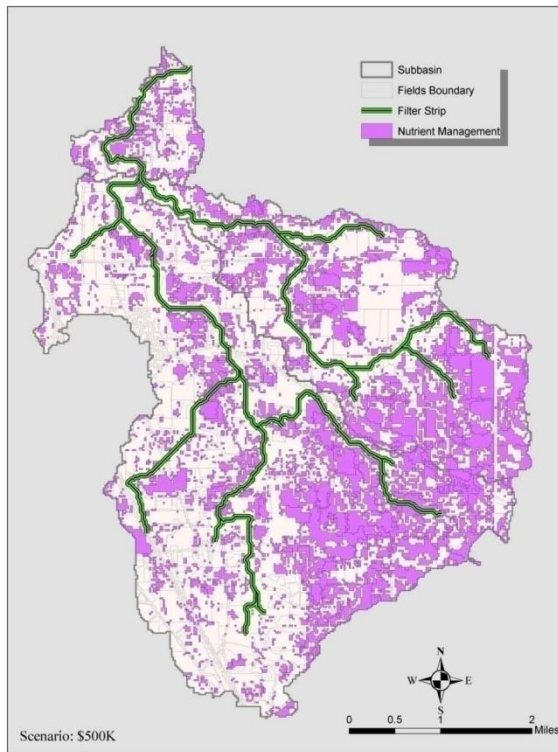 Subbasin
Fields Boundary
Filter Strip
Nutrient Management
N
W E
S
0 0.5 1 2
Miles
Scenario: $500K